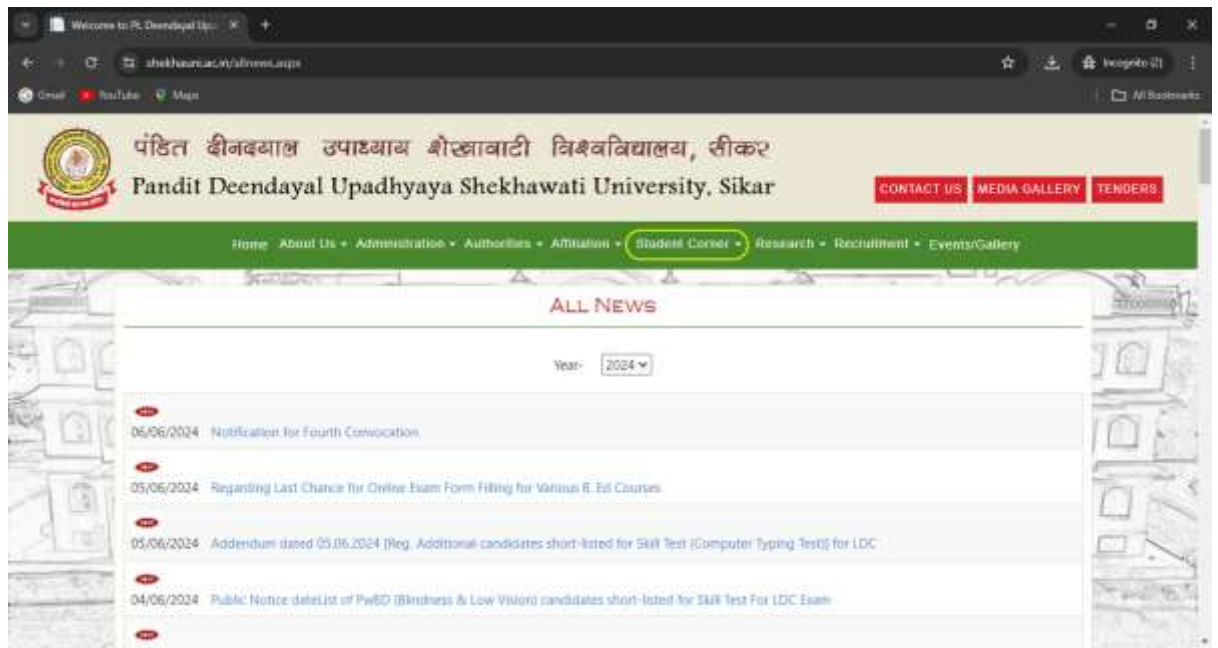 Welcome to Pt. Deendayal Up
shekhauni.ac.in/allnews.aspx
Incognito (2)
Gmail YouTube Maps
All Bookmarks
पंडित दीनदयाल उपाध्याय शेखावाटी विश्वविद्यालय, सीकर
Pandit Deendayal Upadhyaya Shekhawati University, Sikar
CONTACT US MEDIA GALLERY TENDERS
Home About Us Administration Authorities Affiliation Student Corner Research Recruitment Events/Gallery
ALL NEWS
Year- 2024
06/06/2024 Notification for Fourth Convocation
05/06/2024 Regarding Last Chance for Online Exam Form Filling for Various B. Ed Courses
05/06/2024 Addendum dated 05.06.2024 [Reg. Additional candidates short-listed for Skill Test (Computer Typing Test)] for LDC
04/06/2024 Public Notice dateList of PwBD (Blindness & Low Vision) candidates short-listed for Skill Test For LDC Exam